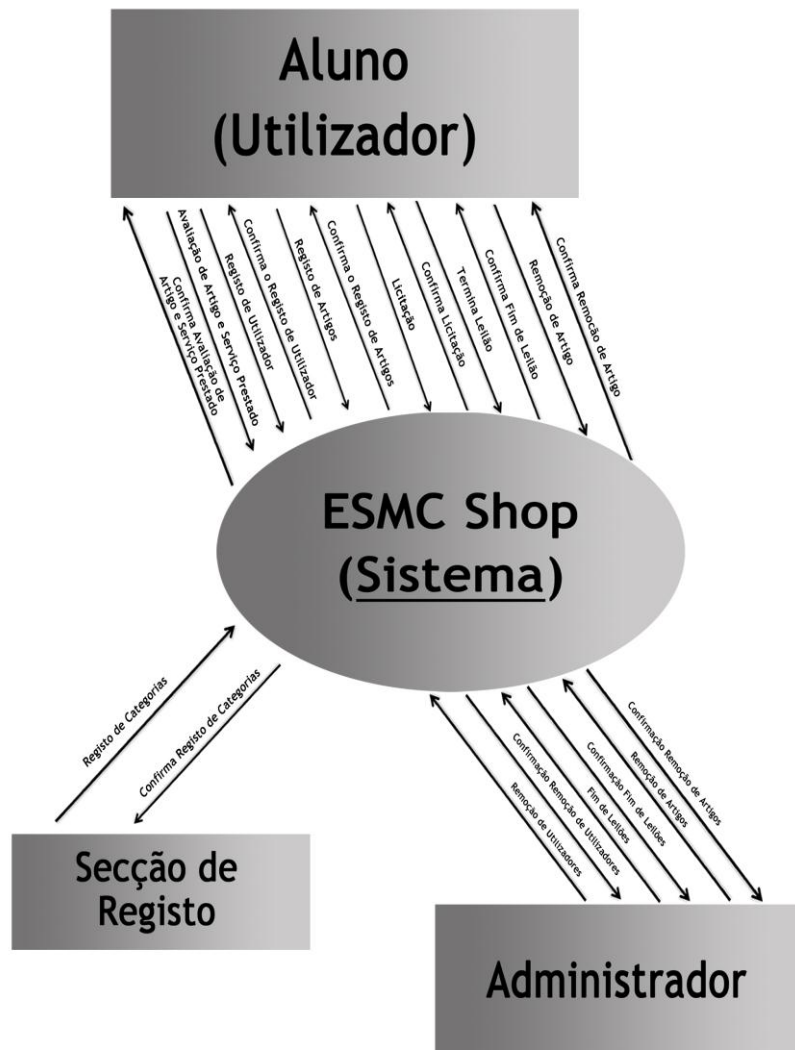 Aluno
(Utilizador)
Confirma Avaliação de
Artigo e Serviço Prestado
Avaliação de Artigo e Serviço Prestado
Registo de Utilizador
Confirma o Registo de Utilizador
Registo de Artigos
Confirma o Registo de Artigos
Licitação
Confirma Licitação
Termina Leilão
Confirma Fim de Leilão
Remoção de Artigo
Confirma Remoção de Artigo
ESMC Shop
(Sistema)
Registo de Categorias
Confirma Registo de Categorias
Remoção de Utilizadores
Confirmação Remoção de Utilizadores
Fim de Leilões
Confirmação Fim de Leilões
Remoção de Artigos
Confirmação Remoção de Artigos
Secção de
Registo
Administrador